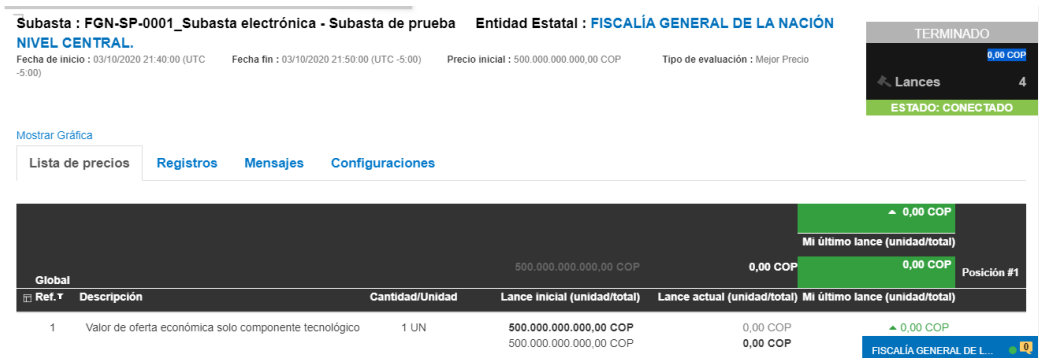 Subasta : FGN-SP-0001_Subasta electrónica - Subasta de prueba Entidad Estatal : FISCALÍA GENERAL DE LA NACIÓN
NIVEL CENTRAL.
Fecha de inicio : 03/10/2020 21:40:00 (UTC -5:00)
Fecha fin : 03/10/2020 21:50:00 (UTC -5:00)
Precio inicial : 500.000.000.000,00 COP
Tipo de evaluación : Mejor Precio
TERMINADO
0,00 COP
Lances 4
ESTADO: CONECTADO
Mostrar Gráfica
Lista de precios Registros Mensajes Configuraciones
0,00 COP
Mi último lance (unidad/total)
Global 500.000.000.000,00 COP 0,00 COP 0,00 COP Posición #1
Ref. Descripción Cantidad/Unidad Lance inicial (unidad/total) Lance actual (unidad/total) Mi último lance (unidad/total)
1 Valor de oferta económica solo componente tecnológico 1 UN 500.000.000.000,00 COP 0,00 COP 0,00 COP
500.000.000.000,00 COP 0,00 COP
FISCALÍA GENERAL DE L... 0